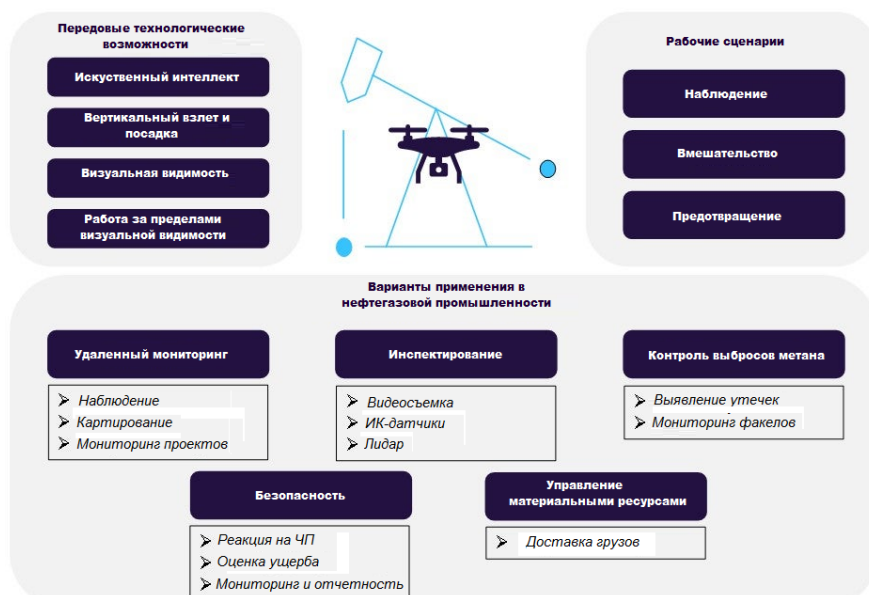 Передовые технологические
возможности
Искуственный интеллект
Вертикальный взлет и
посадка
Визуальная видимость
Работа за пределами
визуальной видимости
Рабочие сценарии
Наблюдение
Вмешательство
Предотвращение
Варианты применения в
нефтегазовой промышленности
Удаленный мониторинг
Наблюдение
Картирование
Мониторинг проектов
Инспектирование
Видеосъемка
ИК-датчики
Лидар
Контроль выбросов метана
Выявление утечек
Мониторинг факелов
Безопасность
Реакция на ЧП
Оценка ущерба
Мониторинг и отчетность
Управление
материальными ресурсами
Доставка грузов